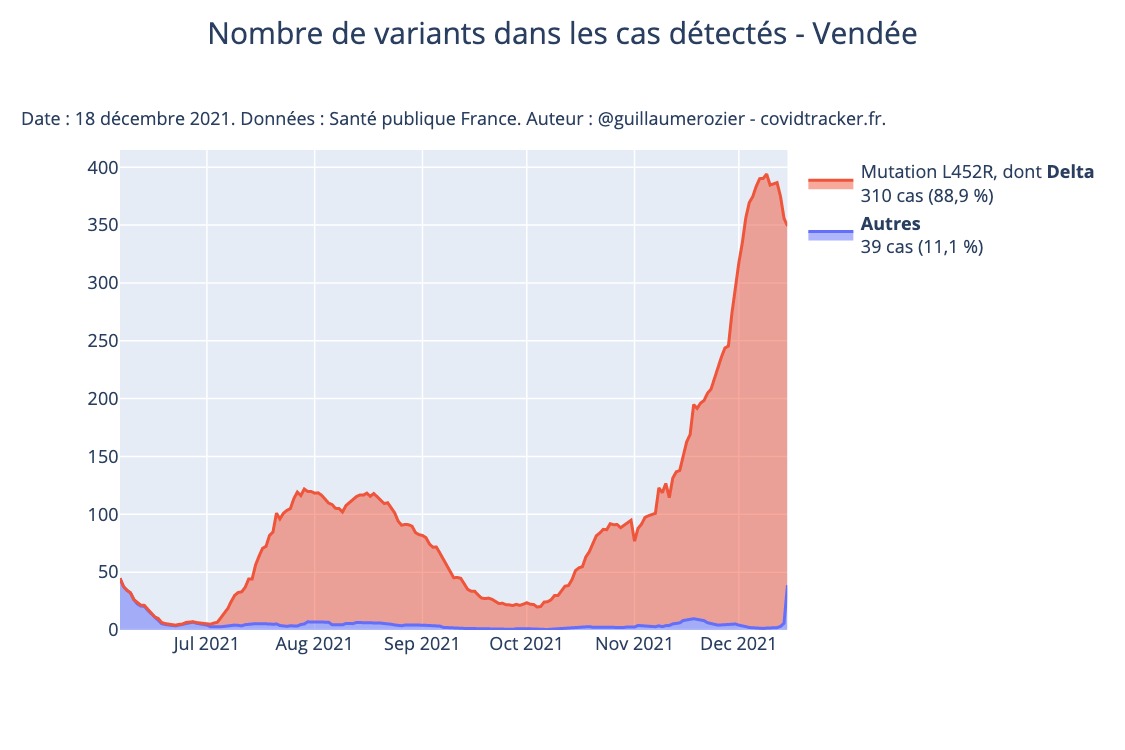 Nombre de variants dans les cas détectés - Vendée
Date : 18 décembre 2021. Données : Santé publique France. Auteur : @guillaumerozier - covidtracker.fr.
Mutation L452R, dont Delta
310 cas (88,9 %)
Autres
39 cas (11,1 %)
400
350
300
250
200
150
100
50
0
Jul 2021
Aug 2021
Sep 2021
Oct 2021
Nov 2021
Dec 2021